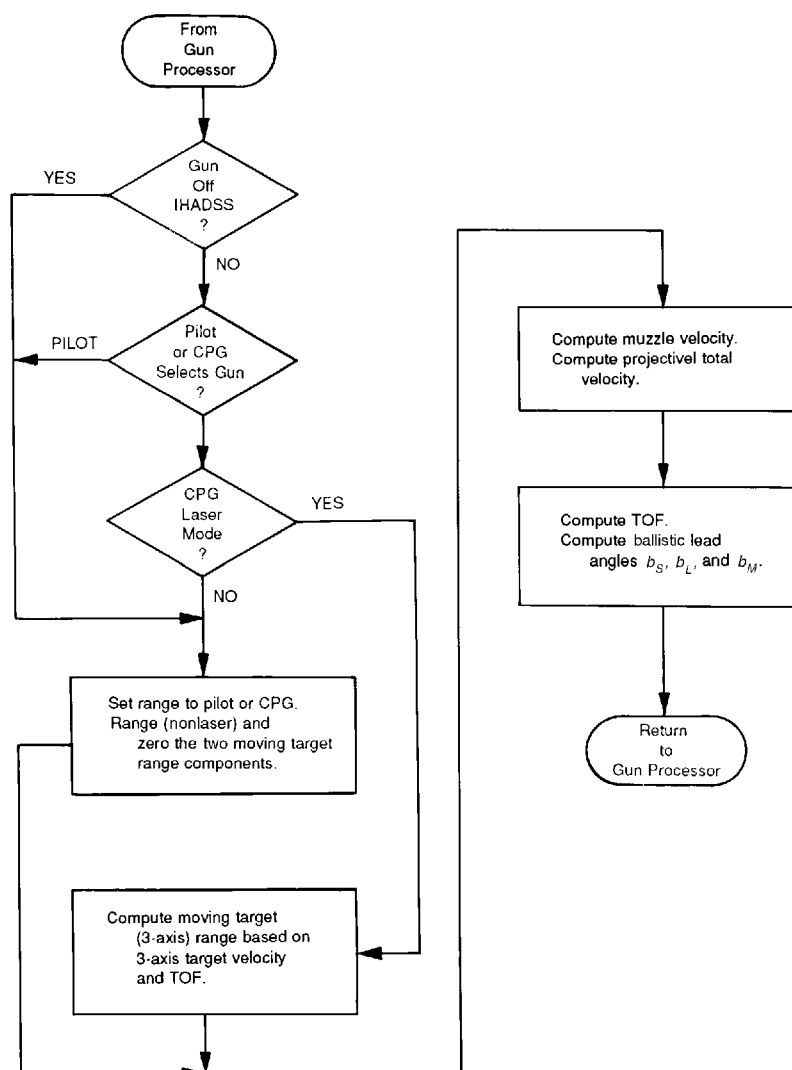 From
Gun
Processor
Gun
Off
IHADSS
?
YES
NO
Pilot
or CPG
Selects Gun
?
PILOT
CPG
Laser
Mode
?
YES
NO
Set range to pilot or CPG.
Range (nonlaser) and
zero the two moving target
range components.
Compute moving target
(3-axis) range based on
3-axis target velocity
and TOF.
Compute muzzle velocity.
Compute projectivel total
velocity.
Compute TOF.
Compute ballistic lead
angles b_S, b_L, and b_M.
Return
to
Gun Processor